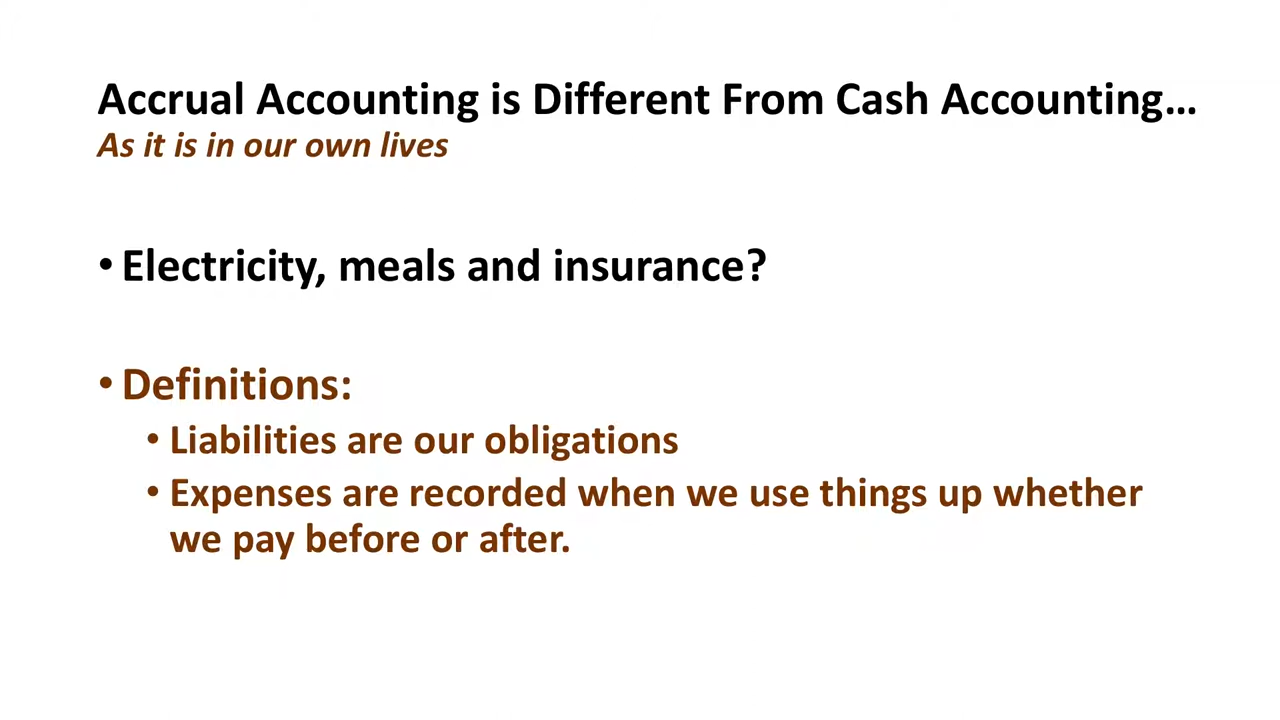 Accrual Accounting is Different From Cash Accounting…
As it is in our own lives
• Electricity, meals and insurance?
• Definitions:
• Liabilities are our obligations
• Expenses are recorded when we use things up whether
we pay before or after.